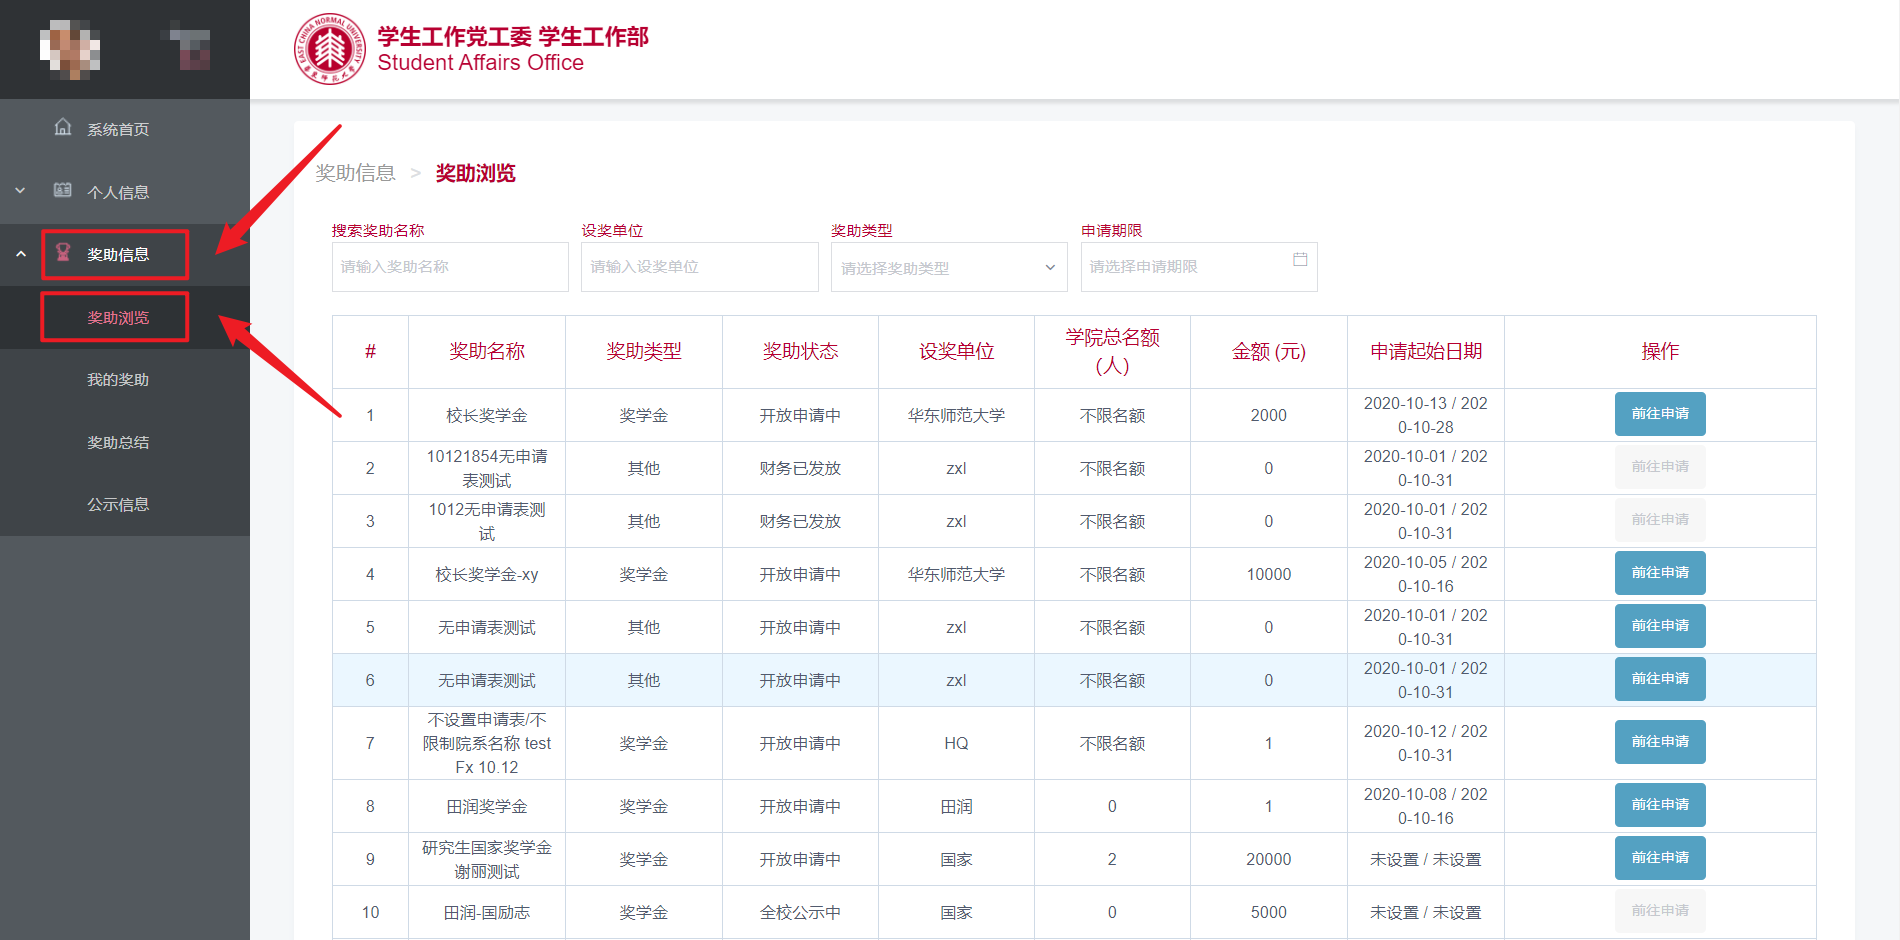 学生工作党工委 学生工作部
Student Affairs Office
EAST CHINA NORMAL UNIVERSITY
华东师范大学
系统首页
个人信息
奖助信息
奖助浏览
我的奖助
奖助总结
公示信息
奖助信息 > 奖助浏览
搜索奖助名称 设奖单位 奖助类型 申请期限
请输入奖助名称 请输入设奖单位 请选择奖助类型 请选择申请期限
# 奖助名称 奖助类型 奖助状态 设奖单位 学院总名额 金额 (元) 申请起始日期 操作
(人)
1 校长奖学金 奖学金 开放申请中 华东师范大学 不限名额 2000 2020-10-13 / 202 前往申请
0-10-28
2 10121854无申请 其他 财务已发放 zxl 不限名额 0 2020-10-01 / 202 前往申请
表测试 0-10-31
3 1012无申请表测 其他 财务已发放 zxl 不限名额 0 2020-10-01 / 202 前往申请
试 0-10-31
4 校长奖学金-xy 奖学金 开放申请中 华东师范大学 不限名额 10000 2020-10-05 / 202 前往申请
0-10-16
5 无申请表测试 其他 开放申请中 zxl 不限名额 0 2020-10-01 / 202 前往申请
0-10-31
6 无申请表测试 其他 开放申请中 zxl 不限名额 0 2020-10-01 / 202 前往申请
0-10-31
不设置申请表/不
7 限制院系名称 test 奖学金 开放申请中 HQ 不限名额 1 2020-10-12 / 202 前往申请
Fx 10.12 0-10-31
8 田润奖学金 奖学金 开放申请中 田润 0 1 2020-10-08 / 202 前往申请
0-10-16
9 研究生国家奖学金 奖学金 开放申请中 国家 2 20000 未设置 / 未设置 前往申请
谢丽测试
10 田润-国励志 奖学金 全校公示中 国家 0 5000 未设置 / 未设置 前往申请